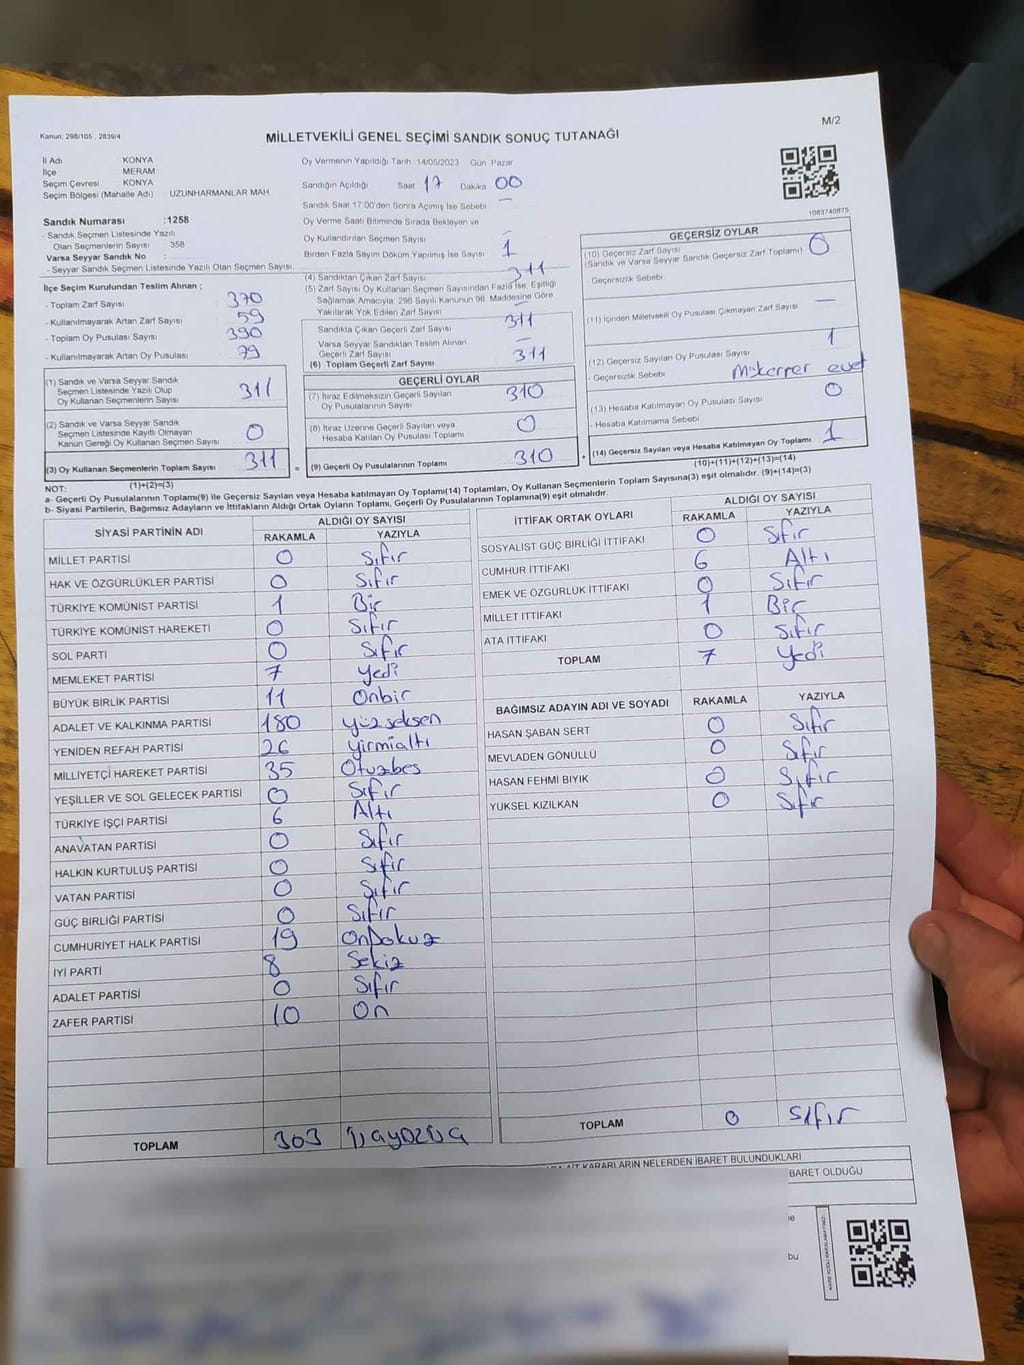 Kanun; 298/105 , 2839/4
M/2
MİLLETVEKİLİ GENEL SEÇİMİ SANDIK SONUÇ TUTANAĞI
İl Adı KONYA
İlçe MERAM
Seçim Çevresi KONYA
Seçim Bölgesi (Mahalle Adı) UZUNHARMANLAR MAH.
Sandık Numarası :1258
- Sandık Seçmen Listesinde Yazılı
Olan Seçmenlerin Sayısı : 358
Varsa Seyyar Sandık No :
- Seyyar Sandık Seçmen Listesinde Yazılı Olan Seçmen Sayısı:
Oy Vermenin Yapıldığı Tarih :14/05/2023 Gün Pazar
Sandığın Açıldığı Saat 17 Dakika 00
Sandık Saat 17:00'den Sonra Açımış İse Sebebi —
Oy Verme Saati Bitiminde Sırada Bekleyen ve
Oy Kullandırılan Seçmen Sayısı —
Birden Fazla Sayım Döküm Yapılmış İse Sayısı 1
1083740875
İlçe Seçim Kurulundan Teslim Alınan ;
- Toplam Zarf Sayısı : 370
- Kullanılmayarak Artan Zarf Sayısı : 59
- Toplam Oy Pusulası Sayısı : 390
- Kullanılmayarak Artan Oy Pusulası : 79
(1) Sandık ve Varsa Seyyar Sandık
Seçmen Listesinde Yazılı Olup
Oy Kullanan Seçmenlerin Sayısı 311
(2) Sandık ve Varsa Seyyar Sandık
Seçmen Listesinde Kayıtlı Olmayan
Kanun Gereği Oy Kullanan Seçmen Sayısı 0
(3) Oy Kullanan Seçmenlerin Toplam Sayısı 311
(1)+(2)=(3)
(4) Sandıktan Çıkan Zarf Sayısı 311
(5) Zarf Sayısı Oy Kullanan Seçmen Sayısından Fazla İse; Eşitliği
Sağlamak Amacıyla; 298 Sayılı Kanunun 98. Maddesine Göre
Yakılarak Yok Edilen Zarf Sayısı —
Sandıkta Çıkan Geçerli Zarf Sayısı 311
Varsa Seyyar Sandıktan Teslim Alınan
Geçerli Zarf Sayısı —
(6) Toplam Geçerli Zarf Sayısı 311
GEÇERLİ OYLAR
(7) İtiraz Edilmeksizin Geçerli Sayılan
Oy Pusulalarının Sayısı 310
(8) İtiraz Üzerine Geçerli Sayılan veya
Hesaba Katılan Oy Pusulası Toplamı 0
= (9) Geçerli Oy Pusulalarının Toplamı 310 +
GEÇERSİZ OYLAR
(10) Geçersiz Zarf Sayısı 0
(Sandık ve Varsa Seyyar Sandık Geçersiz Zarf Toplamı)
Geçersizlik Sebebi
(11) İçinden Milletvekili Oy Pusulası Çıkmayan Zarf Sayısı —
(12) Geçersiz Sayılan Oy Pusulası Sayısı 1
- Geçersizlik Sebebi evet
(13) Hesaba Katılmayan Oy Pusulası Sayısı 0
- Hesaba Katılmama Sebebi
(14) Geçersiz Sayılan veya Hesaba Katılmayan Oy Toplamı 1
(10)+(11)+(12)+(13)=(14)
NOT:
a- Geçerli Oy Pusulalarının Toplamı(9) ile Geçersiz Sayılan veya Hesaba katılmayan Oy Toplamı(14) Toplamları, Oy Kullanan Seçmenlerin Toplam Sayısına(3) eşit olmalıdır. (9)+(14)=(3)
b- Siyasi Partilerin, Bağımsız Adayların ve İttifakların Aldığı Ortak Oyların Toplamı, Geçerli Oy Pusulalarının Toplamına(9) eşit olmalıdır.
SİYASİ PARTİNİN ADI ALDIĞI OY SAYISI
RAKAMLA YAZIYLA
MİLLET PARTİSİ 0 Sıfır
HAK VE ÖZGÜRLÜKLER PARTİSİ 0 Sıfır
TÜRKİYE KOMÜNİST PARTİSİ 1 Bir
TÜRKİYE KOMÜNİST HAREKETİ 0 Sıfır
SOL PARTİ 0 Sıfır
MEMLEKET PARTİSİ 7 Yedi
BÜYÜK BİRLİK PARTİSİ 11 Onbir
ADALET VE KALKINMA PARTİSİ 180 yüzseksen
YENİDEN REFAH PARTİSİ 26 yirmialtı
MİLLİYETÇİ HAREKET PARTİSİ 35 Otuzbes
YEŞİLLER VE SOL GELECEK PARTİSİ 0 Sıfır
TÜRKİYE İŞÇİ PARTİSİ 6 Altı
ANAVATAN PARTİSİ 0 Sıfır
HALKIN KURTULUŞ PARTİSİ 0 Sıfır
VATAN PARTİSİ 0 Sıfır
GÜÇ BİRLİĞİ PARTİSİ 0 Sıfır
CUMHURİYET HALK PARTİSİ 19 OnDokuz
İYİ PARTİ 8 Sekiz
ADALET PARTİSİ 0 Sıfır
ZAFER PARTİSİ 10 On
TOPLAM 303
İTTİFAK ORTAK OYLARI ALDIĞI OY SAYISI
RAKAMLA YAZIYLA
SOSYALİST GÜÇ BİRLİĞİ İTTİFAKI 0 Sıfır
CUMHUR İTTİFAKI 6 Altı
EMEK VE ÖZGÜRLÜK İTTİFAKI 0 Sıfır
MİLLET İTTİFAKI 1 Bir
ATA İTTİFAKI 0 Sıfır
TOPLAM 7 Yedi
BAĞIMSIZ ADAYIN ADI VE SOYADI RAKAMLA YAZIYLA
HASAN ŞABAN SERT 0 Sıfır
MEVLADEN GÖNÜLLÜ 0 Sıfır
HASAN FEHMİ BIYIK 0 Sıfır
YÜKSEL KIZILKAN 0 Sıfır
TOPLAM 0 Sıfır
AİT KARARLARIN NELERDEN İBARET BULUNDUKLARI
BARET OLDUĞU
ve
bu